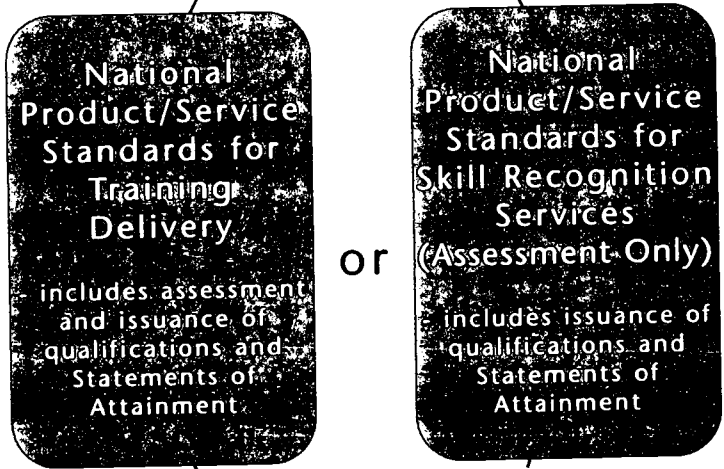 National
Product/Service
Standards for
Training
Delivery
includes assessment
and issuance of
qualifications and
Statements of
Attainment
or
National
Product/Service
Standards for
Skill Recognition
Services
(Assessment Only)
includes issuance of
qualifications and
Statements of
Attainment